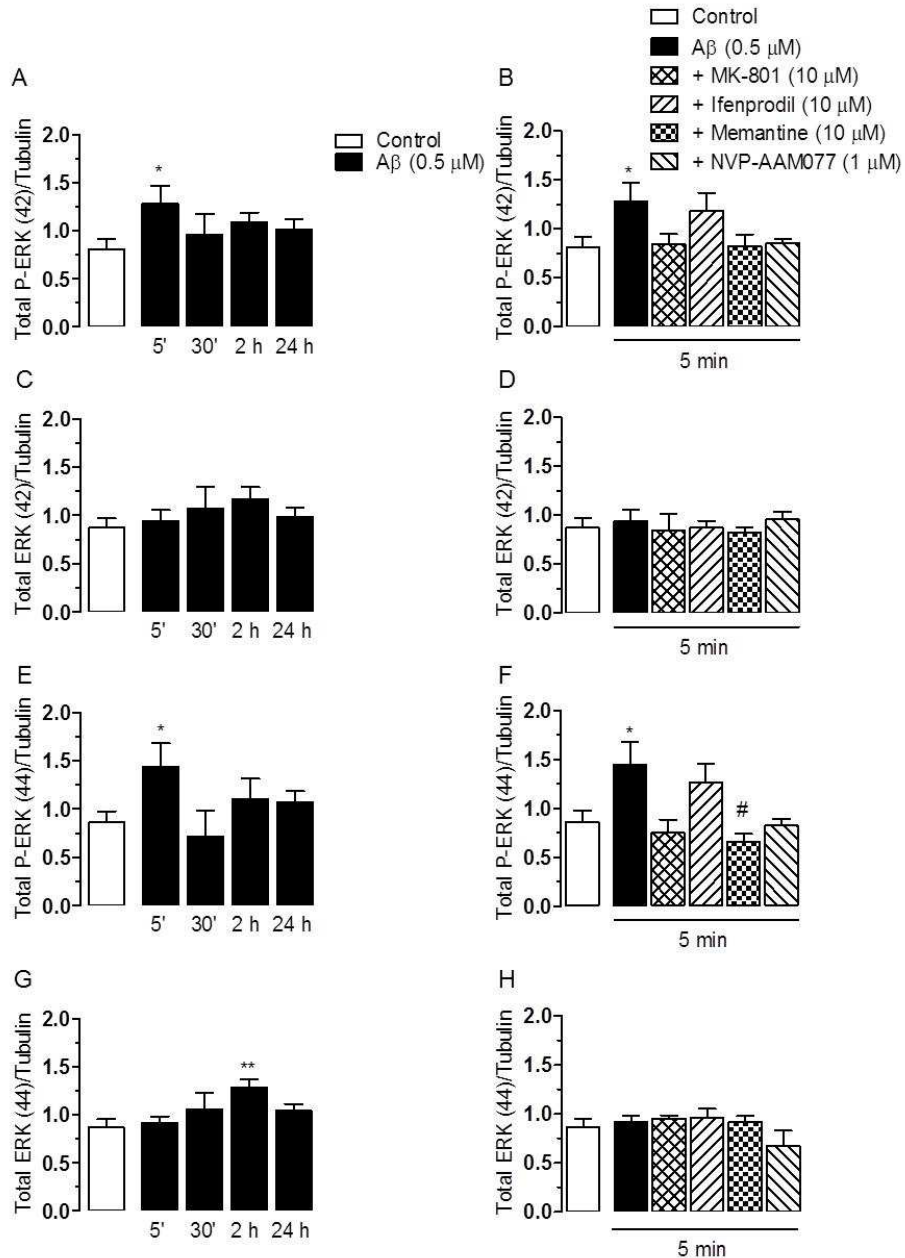 Control
Aβ (0.5 μM)
+ MK-801 (10 μM)
+ Ifenprodil (10 μM)
+ Memantine (10 μM)
+ NVP-AAM077 (1 μM)
A
Control
Aβ (0.5 μM)
Total P-ERK (42)/Tubulin
2.0
1.5
1.0
0.5
0.0
*
5' 30' 2 h 24 h
B
Total P-ERK (42)/Tubulin
2.0
1.5
1.0
0.5
0.0
*
5 min
C
Total ERK (42)/Tubulin
2.0
1.5
1.0
0.5
0.0
5' 30' 2 h 24 h
D
Total ERK (42)/Tubulin
2.0
1.5
1.0
0.5
0.0
5 min
E
Total P-ERK (44)/Tubulin
2.0
1.5
1.0
0.5
0.0
*
5' 30' 2 h 24 h
F
Total P-ERK (44)/Tubulin
2.0
1.5
1.0
0.5
0.0
*
#
5 min
G
Total ERK (44)/Tubulin
2.0
1.5
1.0
0.5
0.0
**
5' 30' 2 h 24 h
H
Total ERK (44)/Tubulin
2.0
1.5
1.0
0.5
0.0
5 min